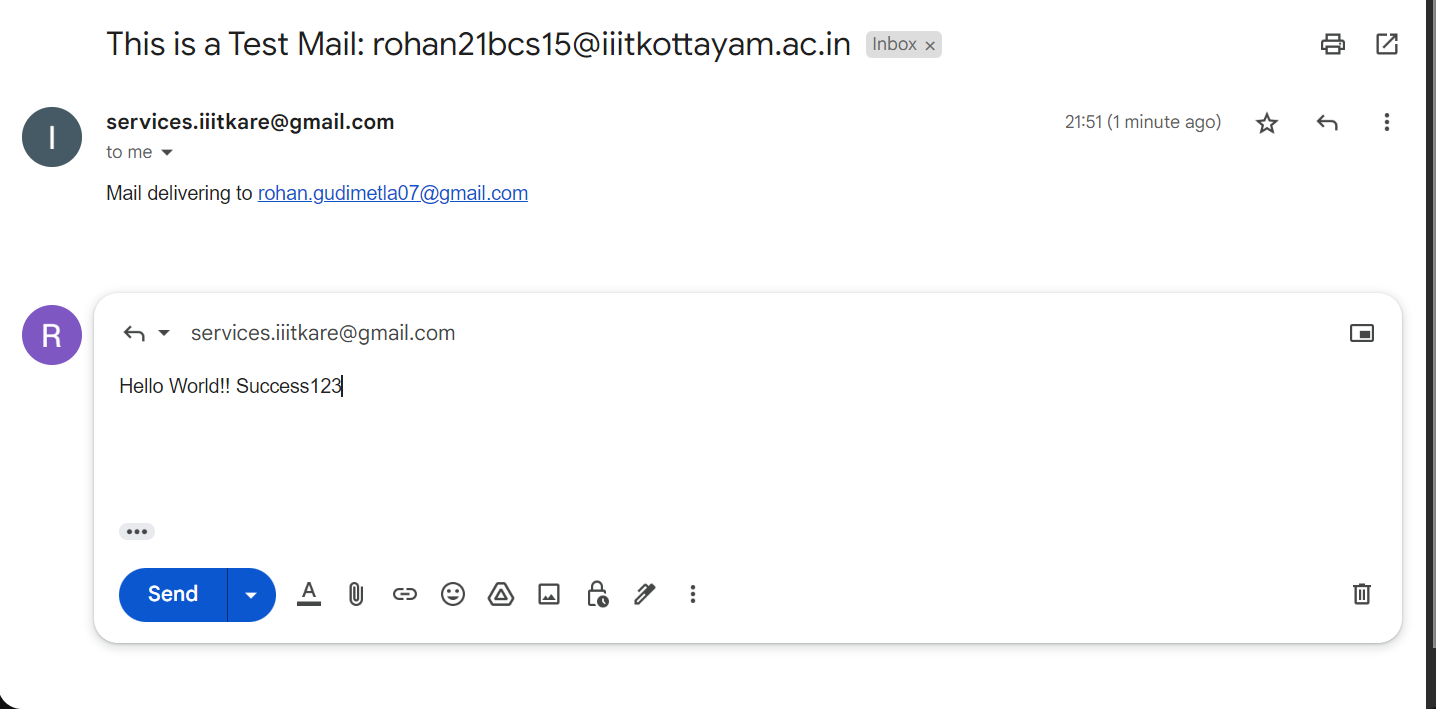 This is a Test Mail: rohan21bcs15@iiitkottayam.ac.in Inbox ×
I services.iiitkare@gmail.com 21:51 (1 minute ago)
to me
Mail delivering to rohan.gudimetla07@gmail.com
R services.iiitkare@gmail.com
Hello World!! Success123
Send A